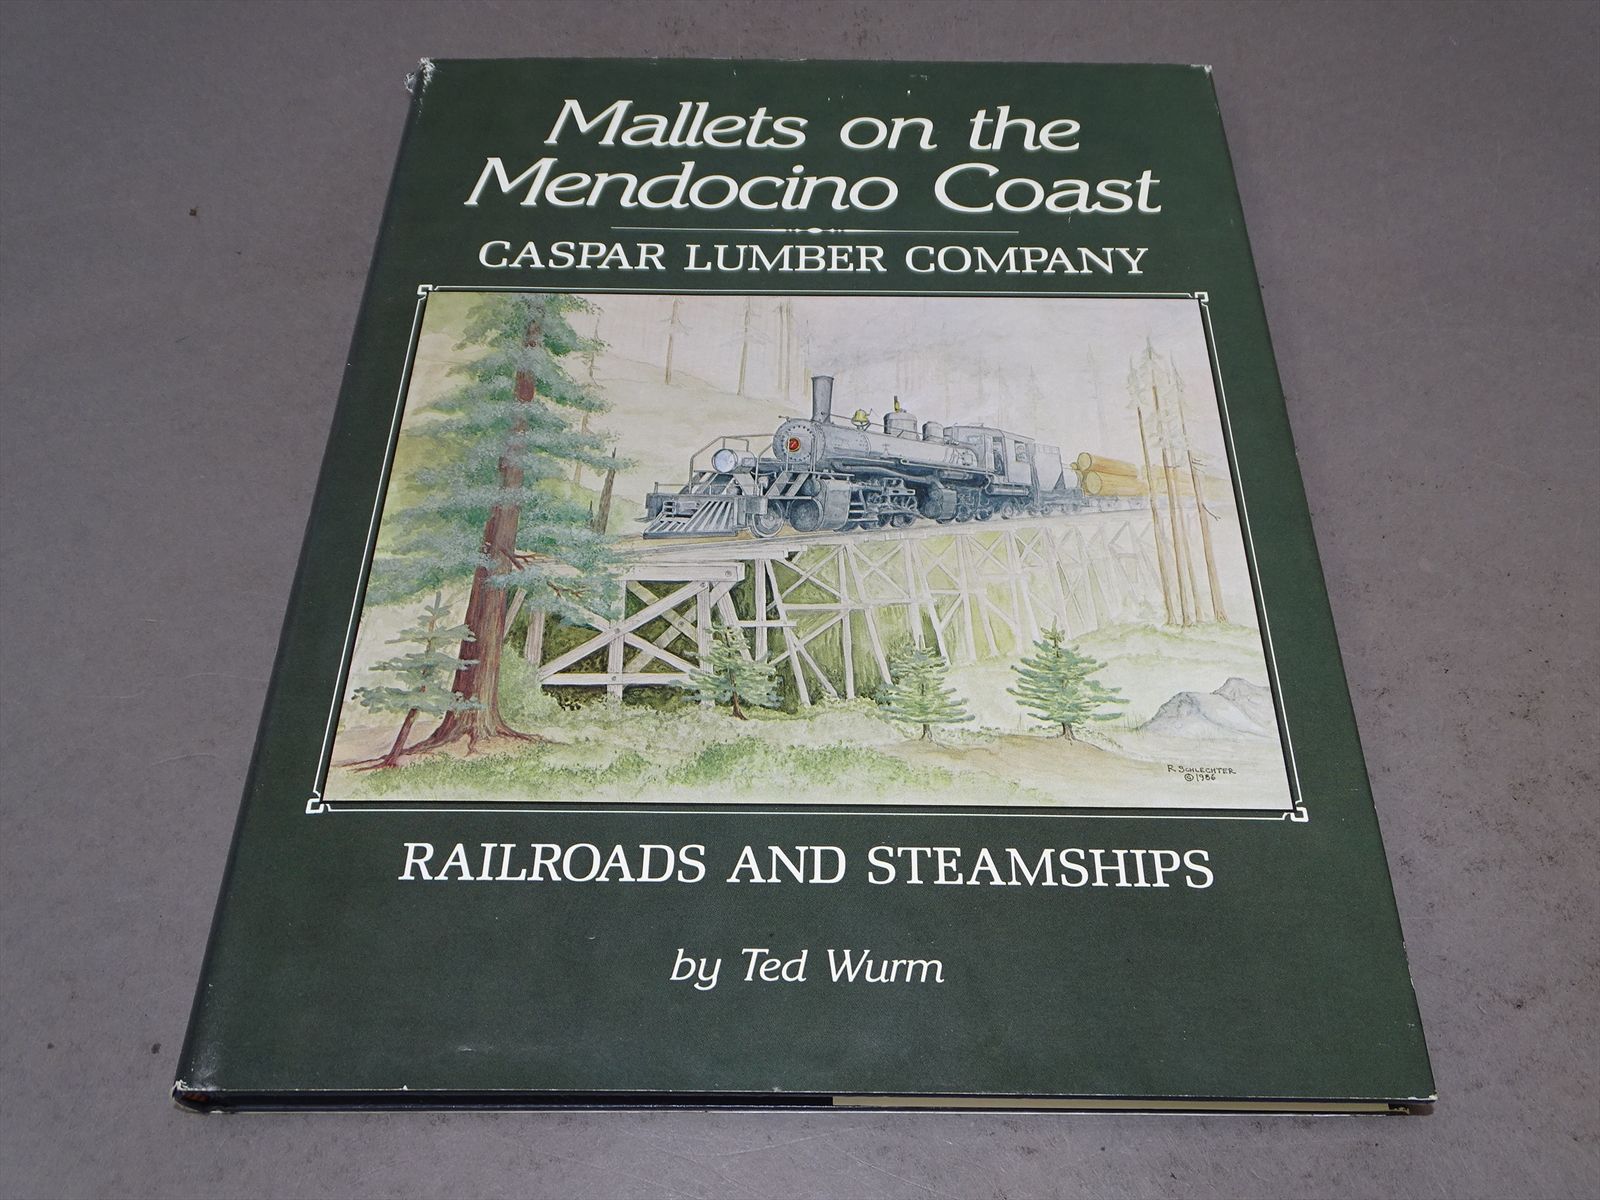 Mallets on the
Mendocino Coast
CASPAR LUMBER COMPANY
R. SCHLECHTER
© 1986
RAILROADS AND STEAMSHIPS
by Ted Wurm